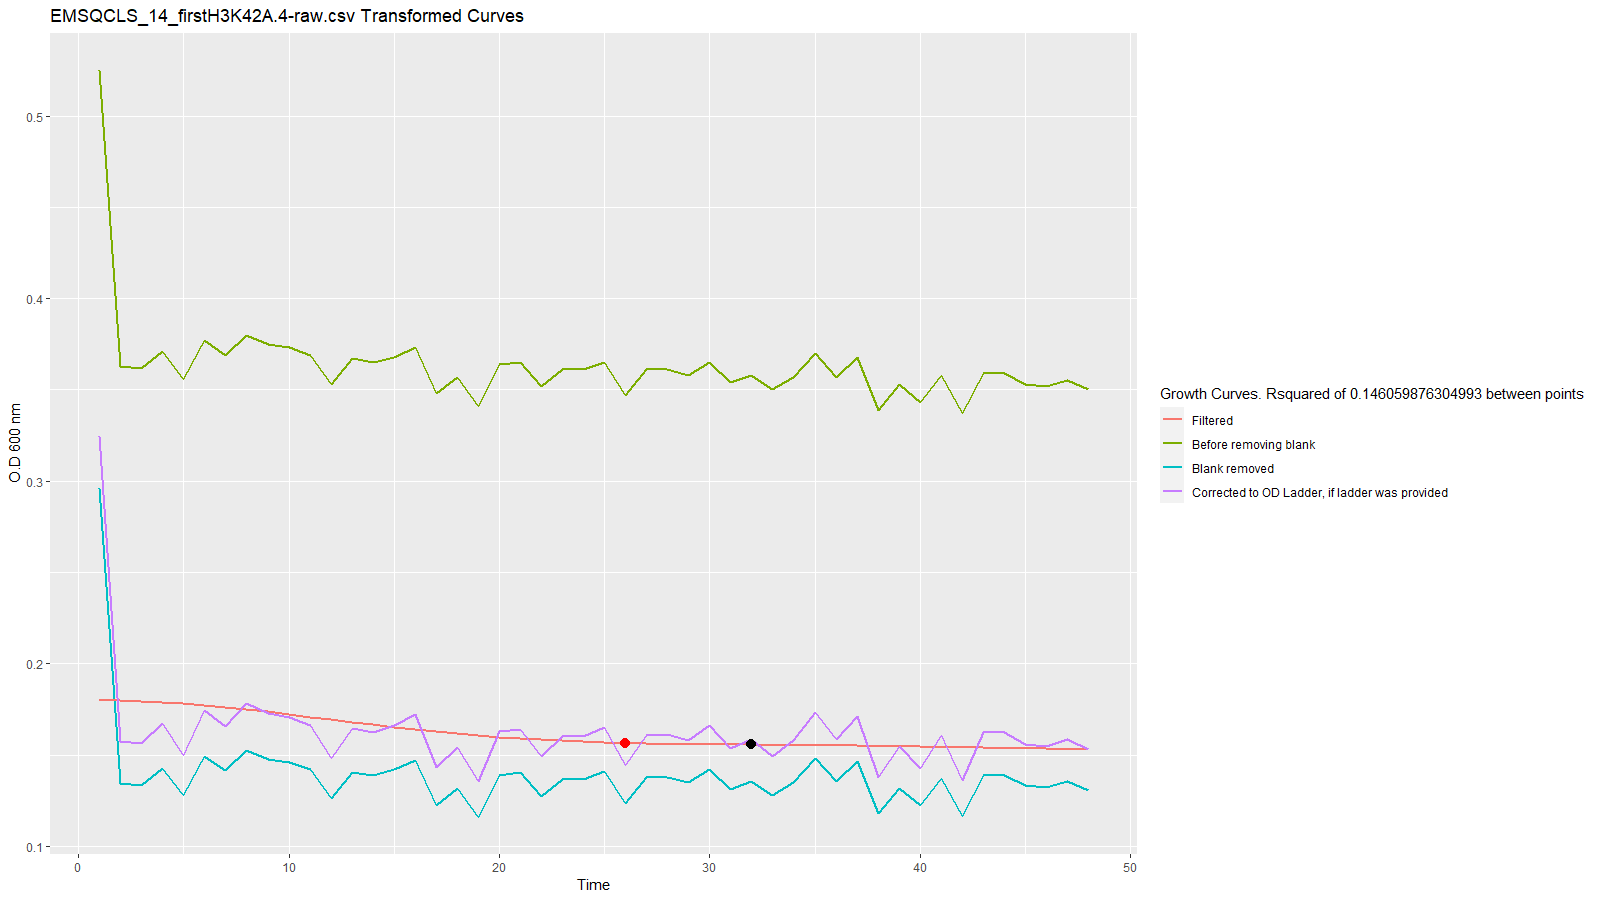 EMSQCLS_14_firstH3K42A.4-raw.csv Transformed Curves
O.D 600 nm
0.5
0.4
0.3
0.2
0.1
0
10
20
30
40
50
Time
Growth Curves. Rsquared of 0.146059876304993 between points
Filtered
Before removing blank
Blank removed
Corrected to OD Ladder, if ladder was provided